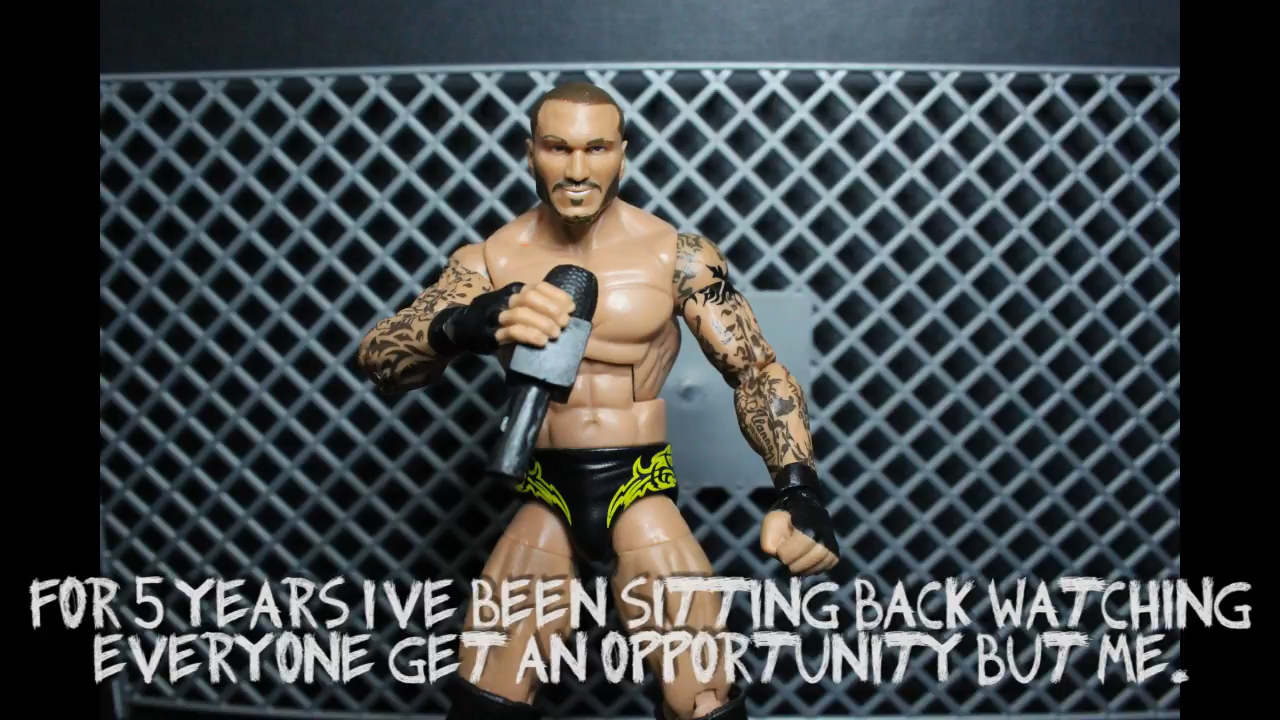 FOR 5 YEARS IVE BEEN SITTING BACK WATCHING
EVERYONE GET AN OPPORTUNITY BUT ME.